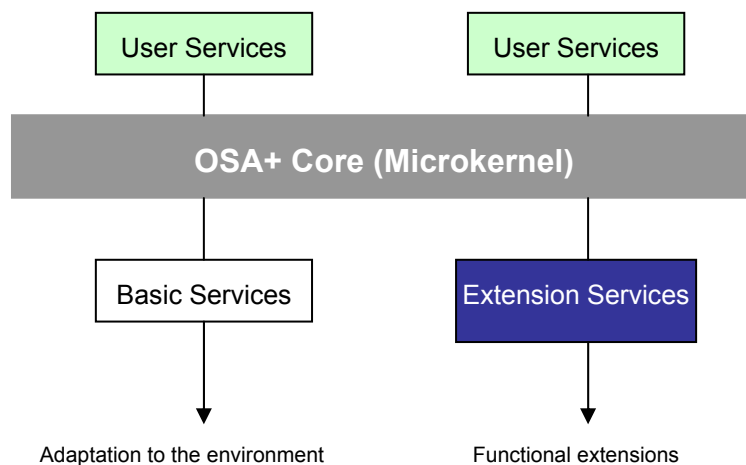 User Services
User Services
OSA+ Core (Microkernel)
Basic Services
Extension Services
Adaptation to the environment
Functional extensions